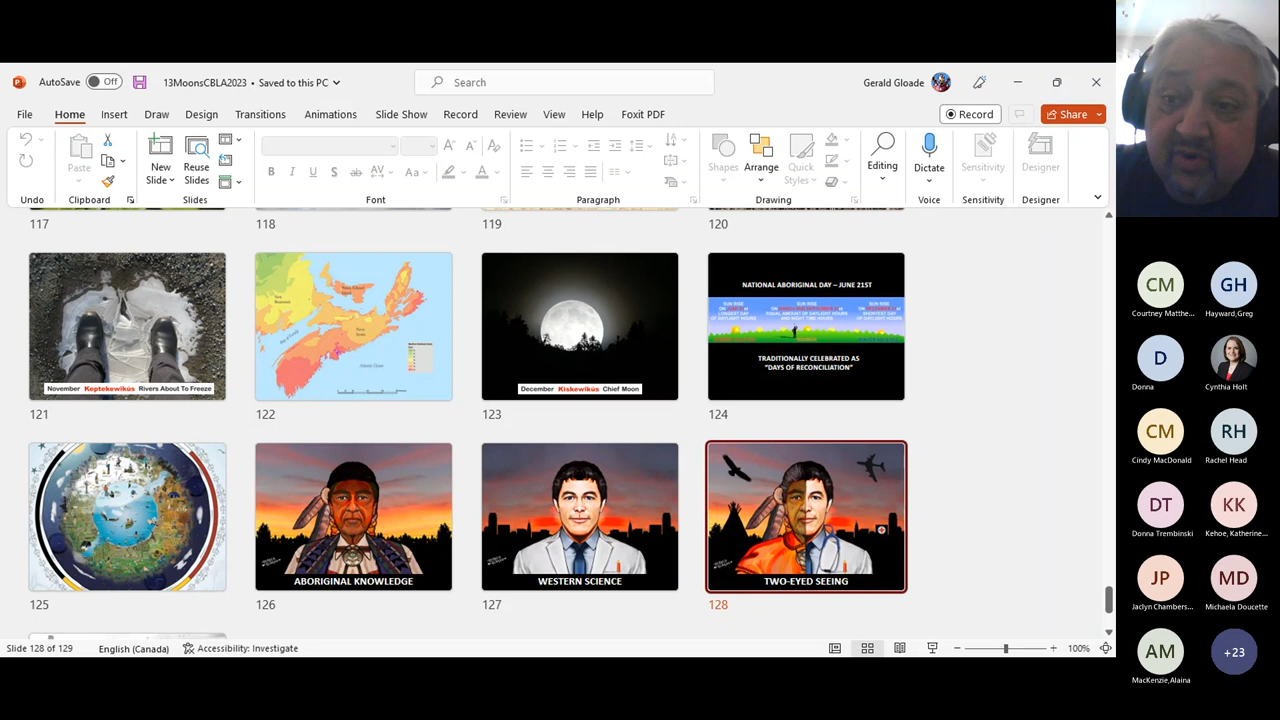 AutoSave Off 13MoonsCBLA2023 • Saved to this PC Search Gerald Gloade
File Home Insert Draw Design Transitions Animations Slide Show Record Review View Help Foxit PDF Record Share
Paste
New
Slide
Reuse
Slides
Shapes
Arrange
Quick
Styles
Editing
Dictate
Sensitivity
Designer
Undo Clipboard Slides Font Paragraph Drawing Voice Sensitivity Designer
117 118 119 120
November Keptekewikús Rivers About To Freeze
121
122
December Kiskewikús Chief Moon
123
NATIONAL ABORIGINAL DAY – JUNE 21ST
TRADITIONALLY CELEBRATED AS
"DAYS OF RECONCILIATION"
124
125
ABORIGINAL KNOWLEDGE
126
WESTERN SCIENCE
127
TWO-EYED SEEING
128
Slide 128 of 129 English (Canada) Accessibility: Investigate 100%
CM GH
Courtney Matthe... Hayward,Greg
D
Donna Cynthia Holt
CM RH
Cindy MacDonald Rachel Head
DT KK
Donna Trembinski Kehoe, Katherine...
JP MD
Jaclyn Chambers... Michaela Doucette
AM +23
MacKenzie,Alaina